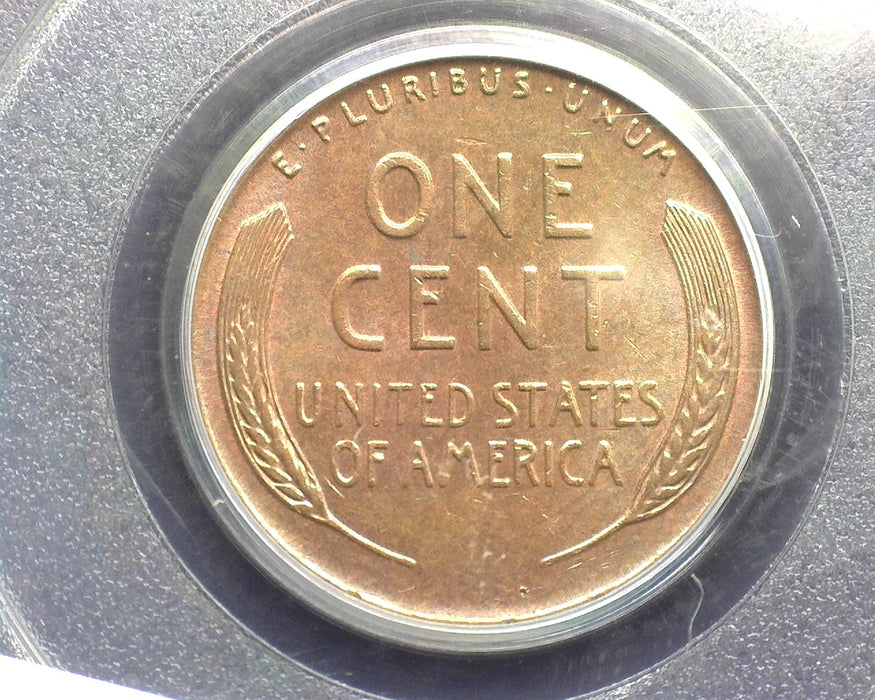 E · PLURIBUS · UNUM
ONE
CENT
UNITED STATES
OF AMERICA